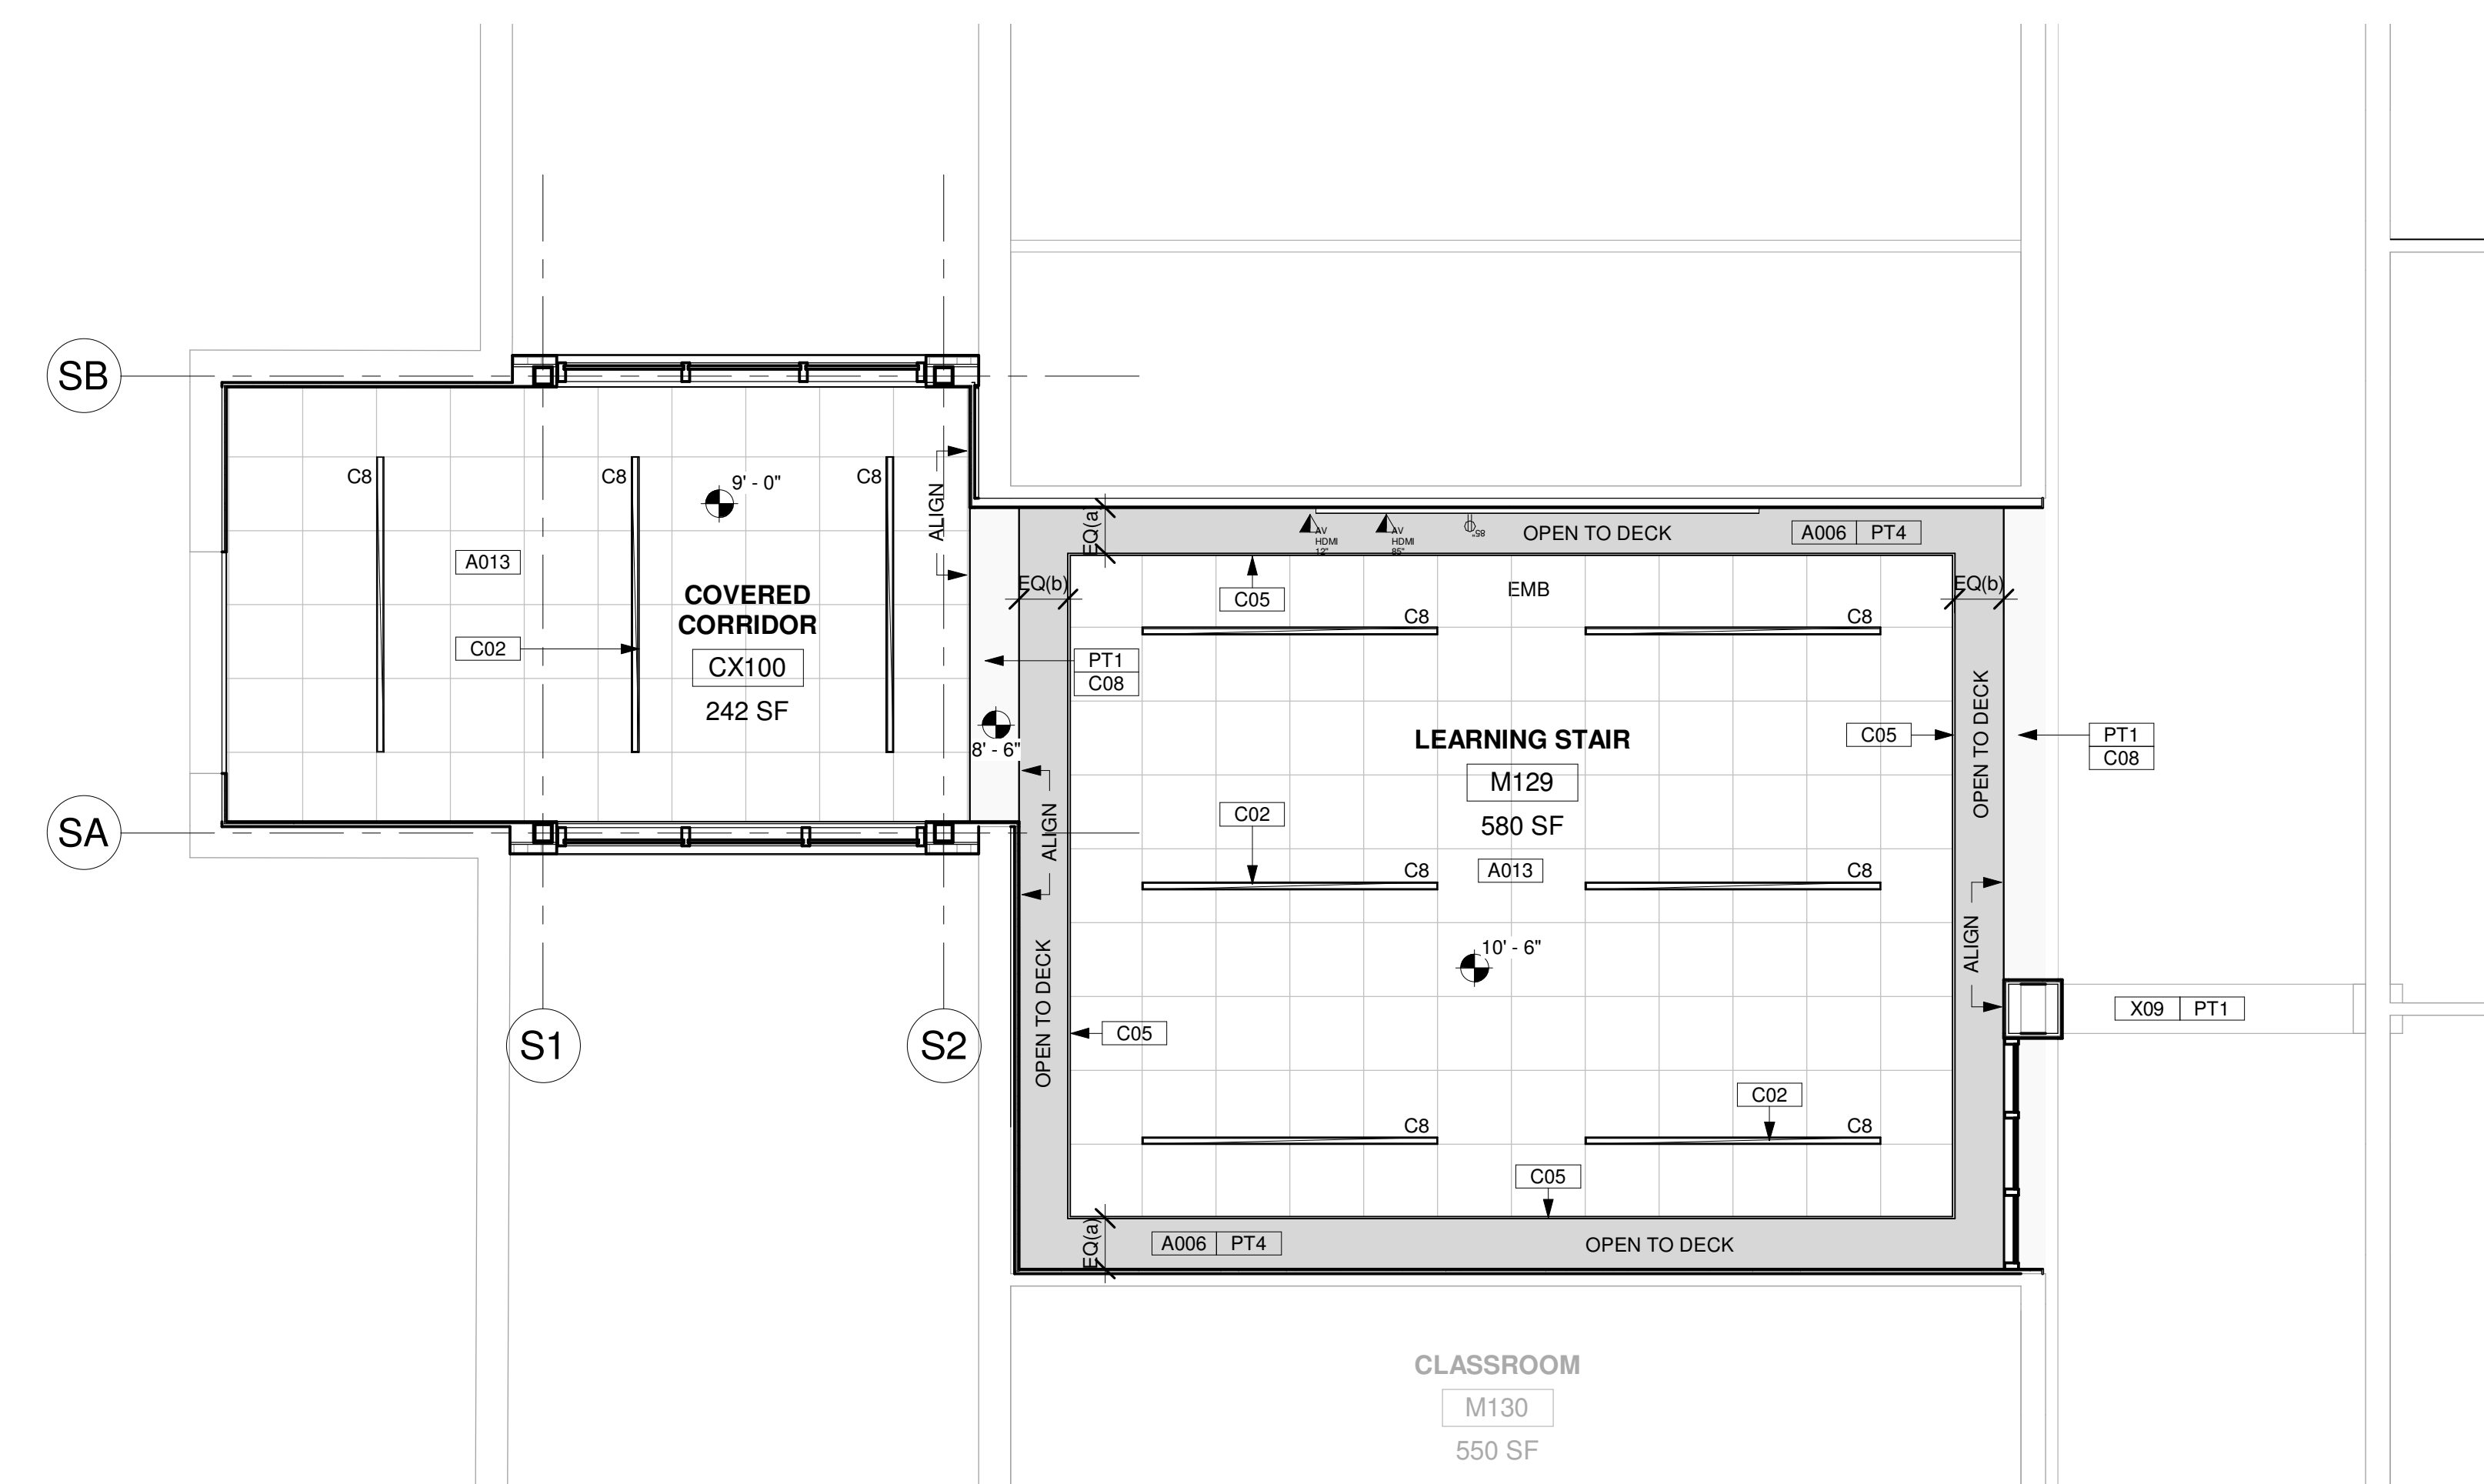 SB
SA
S1
S2
C8
C8
C8
9' - 0"
ALIGN
A013
COVERED
CORRIDOR
C02
CX100
242 SF
8' - 6"
PT1
C08
EQ(a)
EQ(b)
AV
HDMI
12"
AV
HDMI
85"
85"
OPEN TO DECK
A006 PT4
C05
EMB
EQ(b)
C8
C8
LEARNING STAIR
M129
580 SF
C05
OPEN TO DECK
PT1
C08
ALIGN
C02
C8
A013
C8
10' - 6"
ALIGN
OPEN TO DECK
C05
X09 PT1
C02
C8
C8
C05
EQ(a)
A006 PT4
OPEN TO DECK
CLASSROOM
M130
550 SF